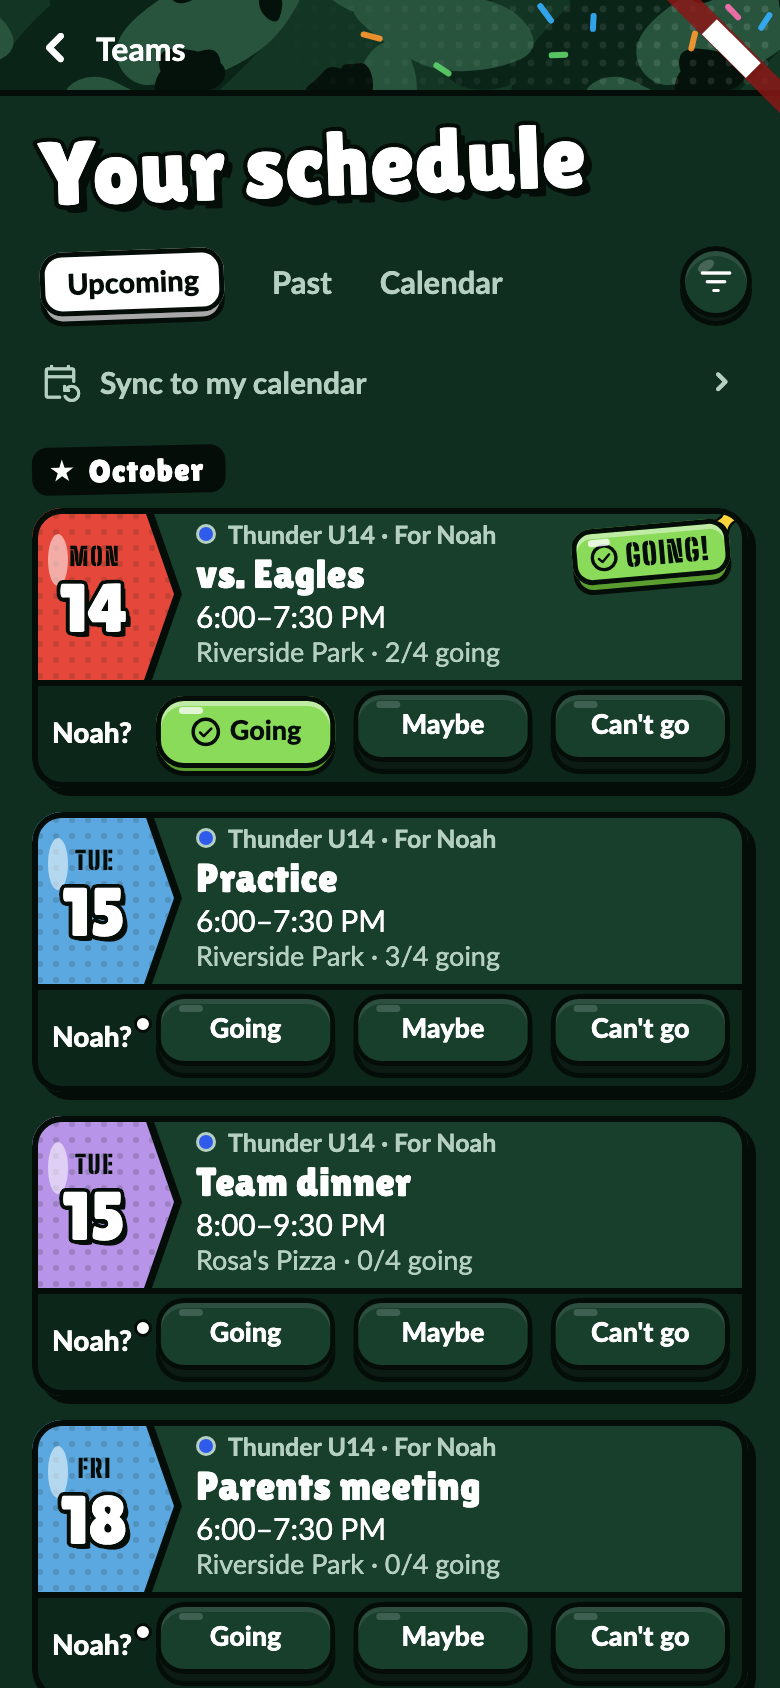 Teams
Your schedule
Upcoming
Past
Calendar
Sync to my calendar
★ October
MON
14
Thunder U14 · For Noah
vs. Eagles
6:00–7:30 PM
Riverside Park · 2/4 going
GOING!
Noah?
Going
Maybe
Can't go
TUE
15
Thunder U14 · For Noah
Practice
6:00–7:30 PM
Riverside Park · 3/4 going
Noah?
Going
Maybe
Can't go
TUE
15
Thunder U14 · For Noah
Team dinner
8:00–9:30 PM
Rosa's Pizza · 0/4 going
Noah?
Going
Maybe
Can't go
FRI
18
Thunder U14 · For Noah
Parents meeting
6:00–7:30 PM
Riverside Park · 0/4 going
Noah?
Going
Maybe
Can't go